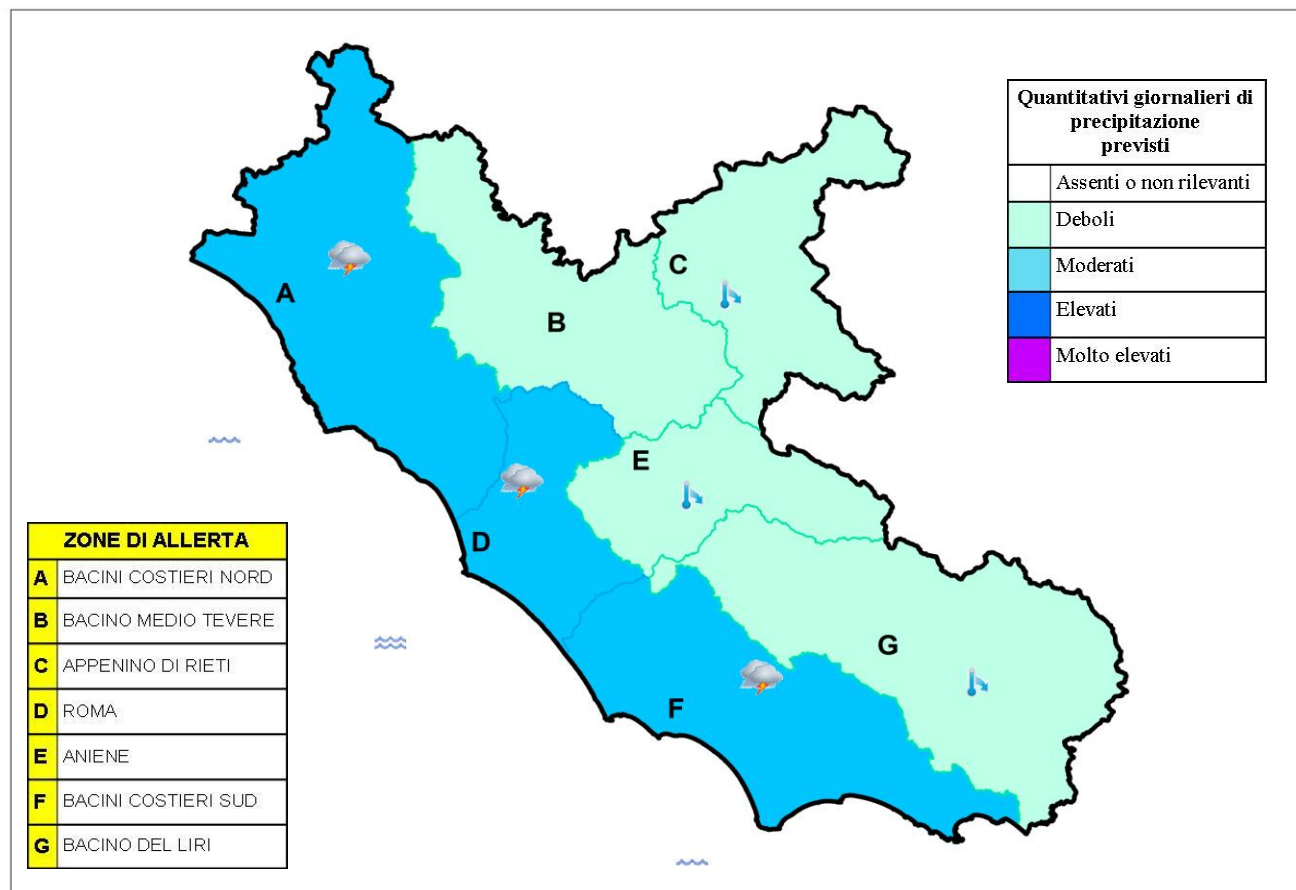 Quantitativi giornalieri di
precipitazione
previsti
Assenti o non rilevanti
Deboli
Moderati
Elevati
Molto elevati
A
B
C
D
E
F
G
ZONE DI ALLERTA
A BACINI COSTIERI NORD
B BACINO MEDIO TEVERE
C APPENINO DI RIETI
D ROMA
E ANIENE
F BACINI COSTIERI SUD
G BACINO DEL LIRI